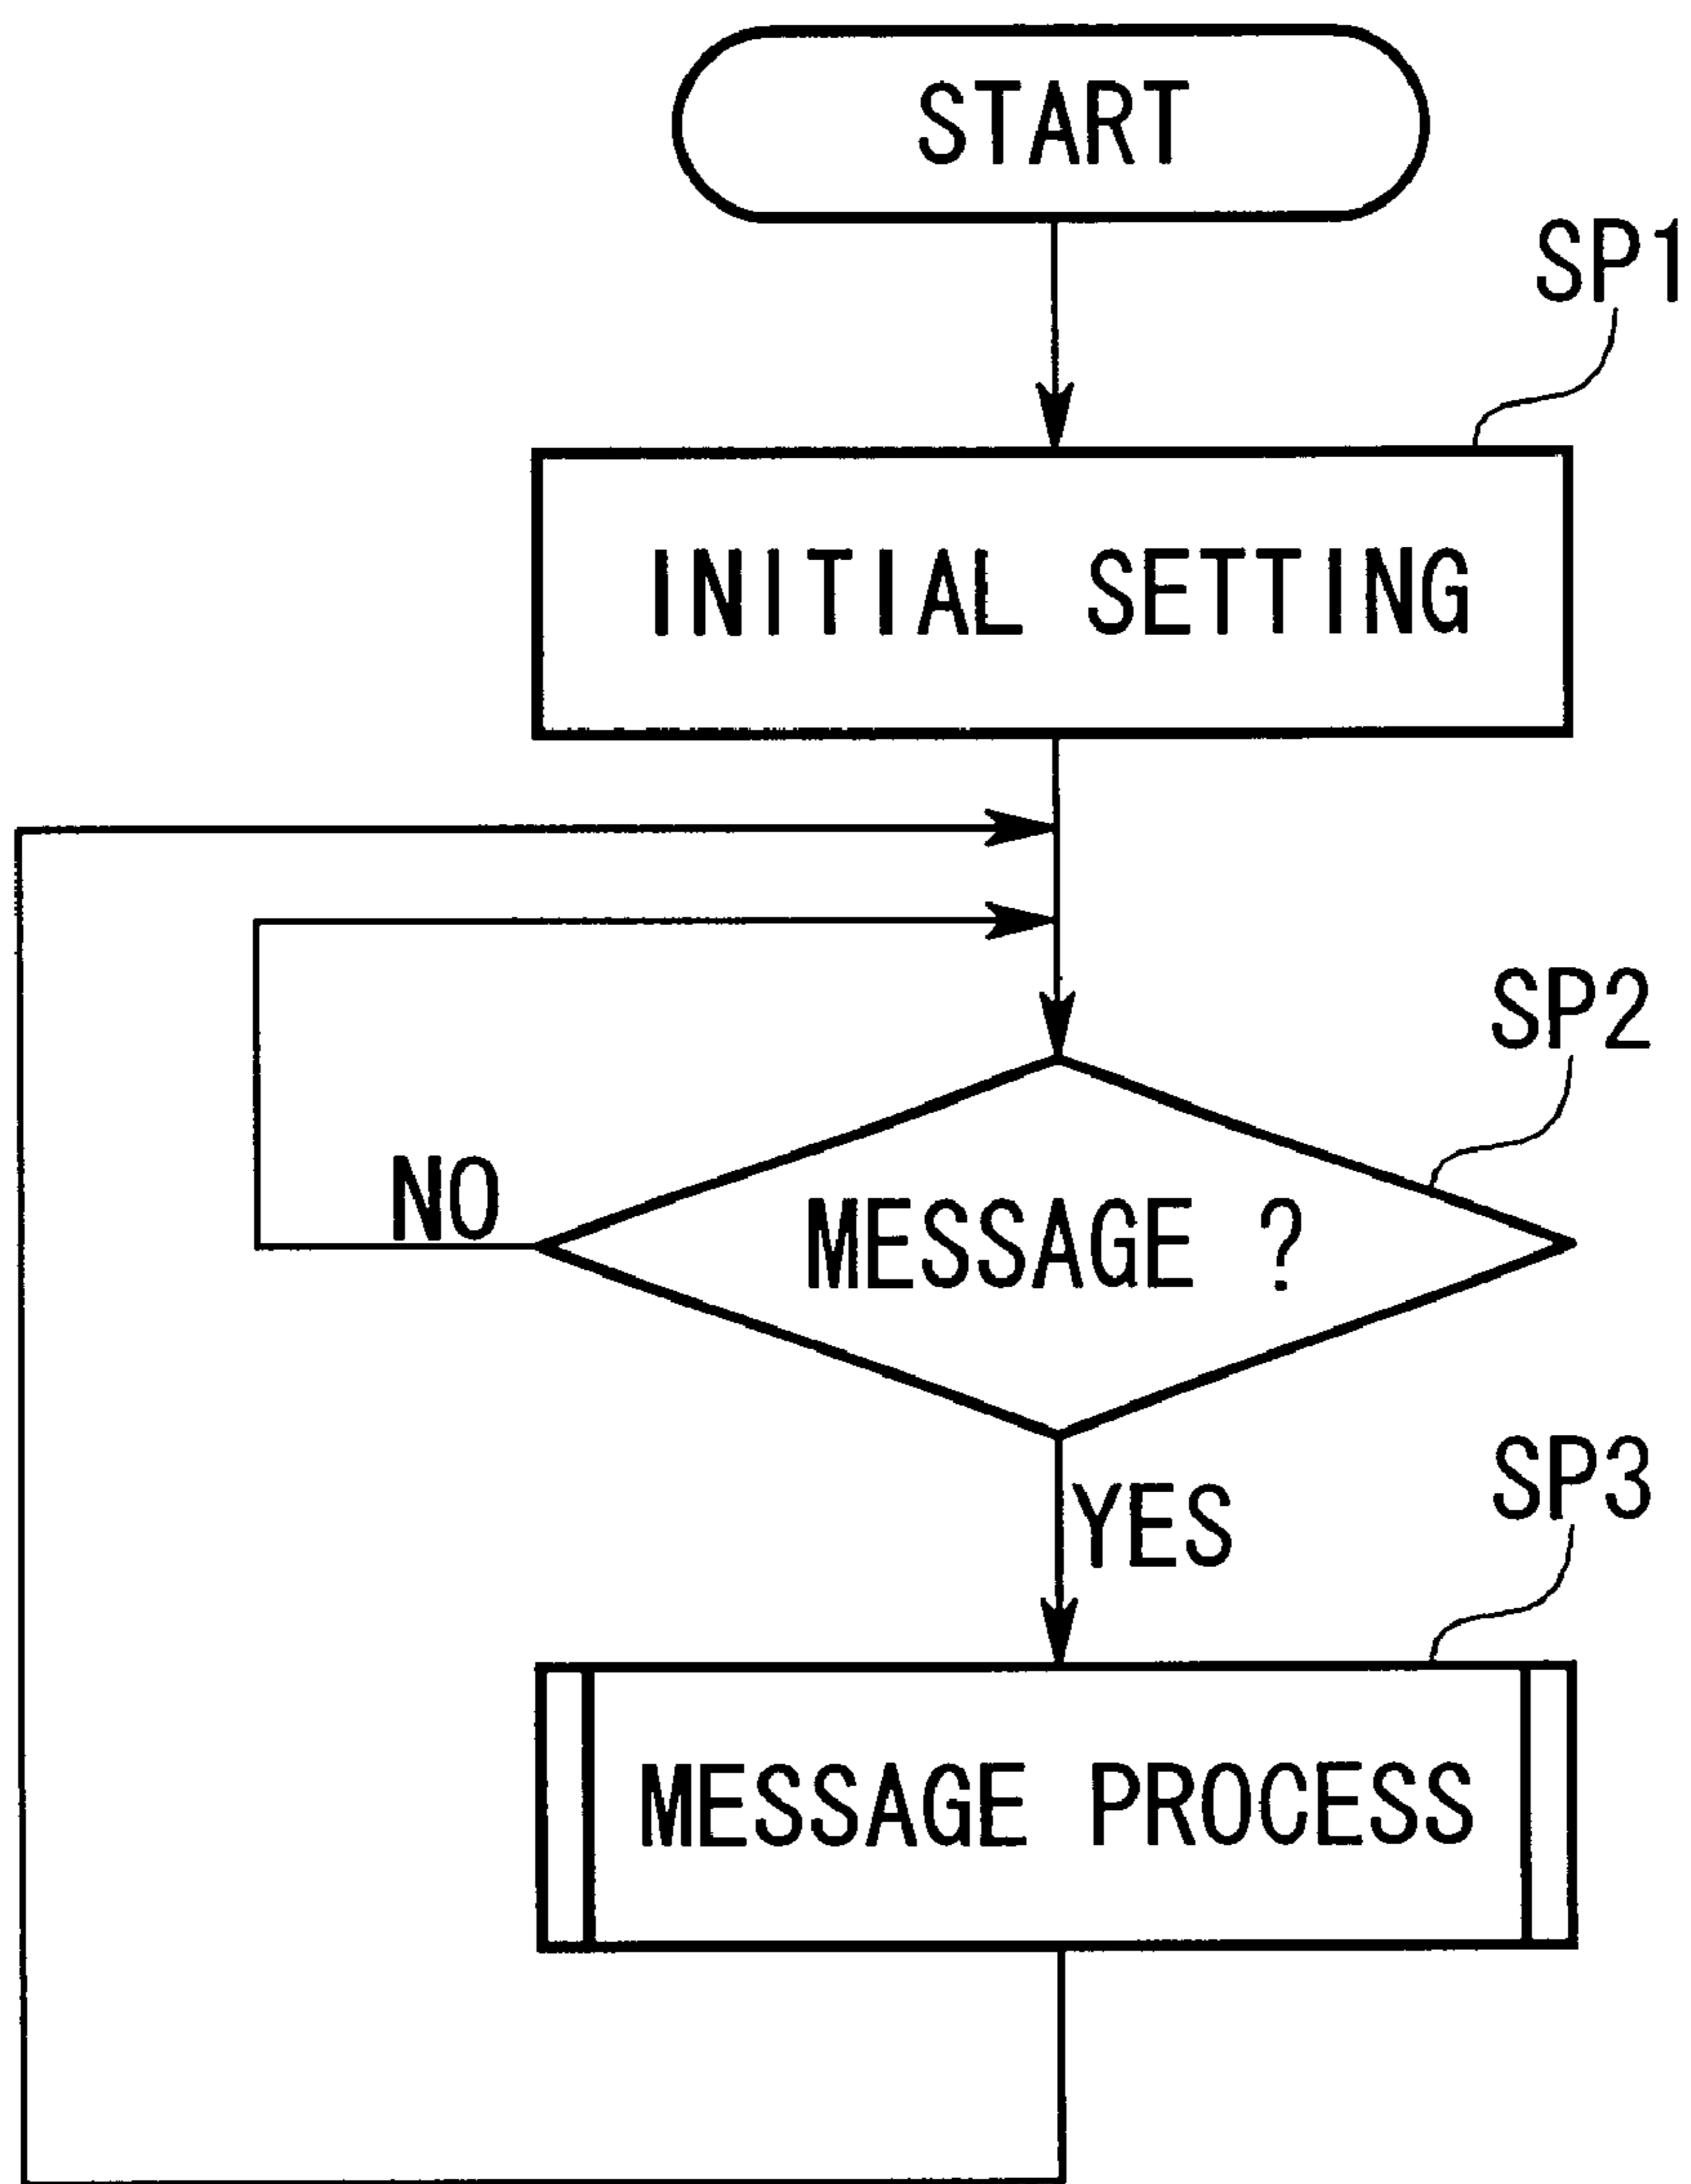 START
SP1
INITIAL SETTING
SP2
NO
MESSAGE ?
YES
SP3
MESSAGE PROCESS